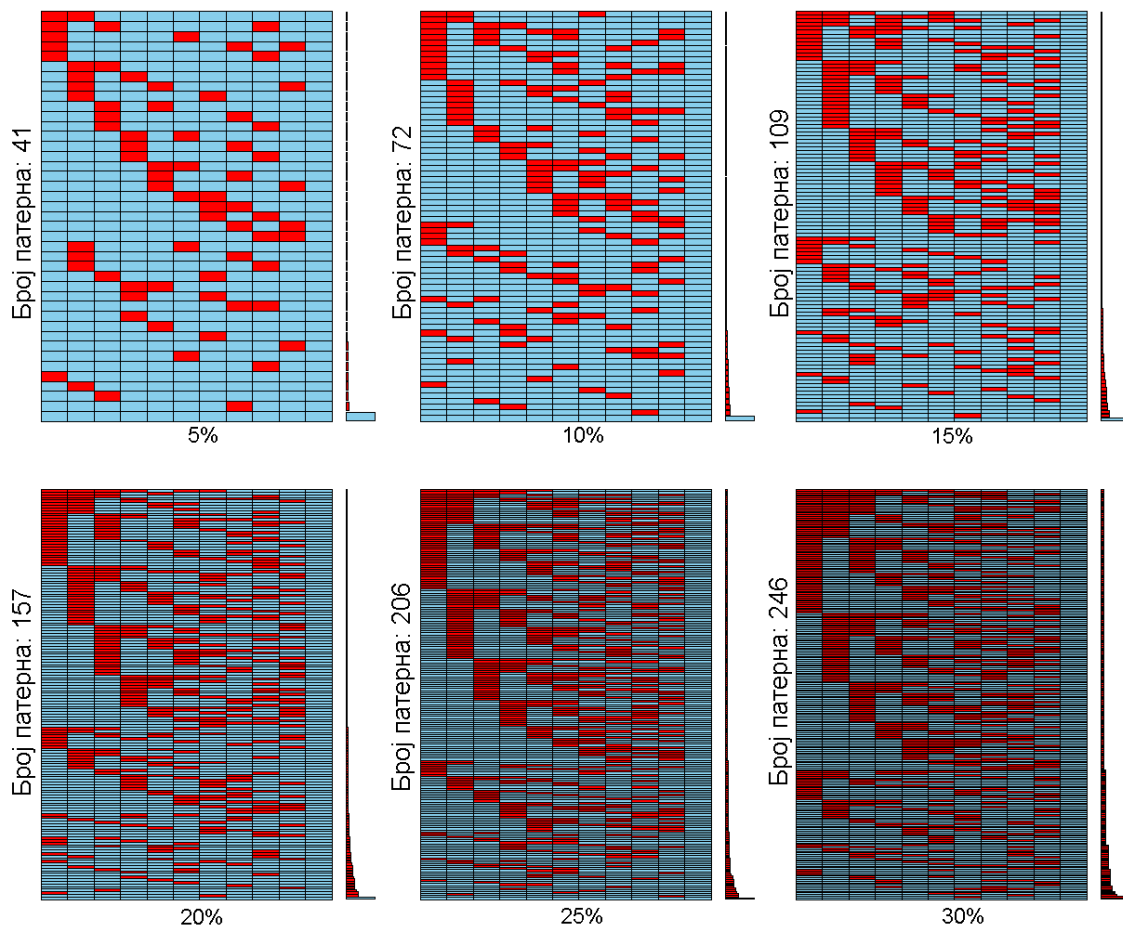 Број патерна: 41
5%
Број патерна: 72
10%
Број патерна: 109
15%
Број патерна: 157
20%
Број патерна: 206
25%
Број патерна: 246
30%